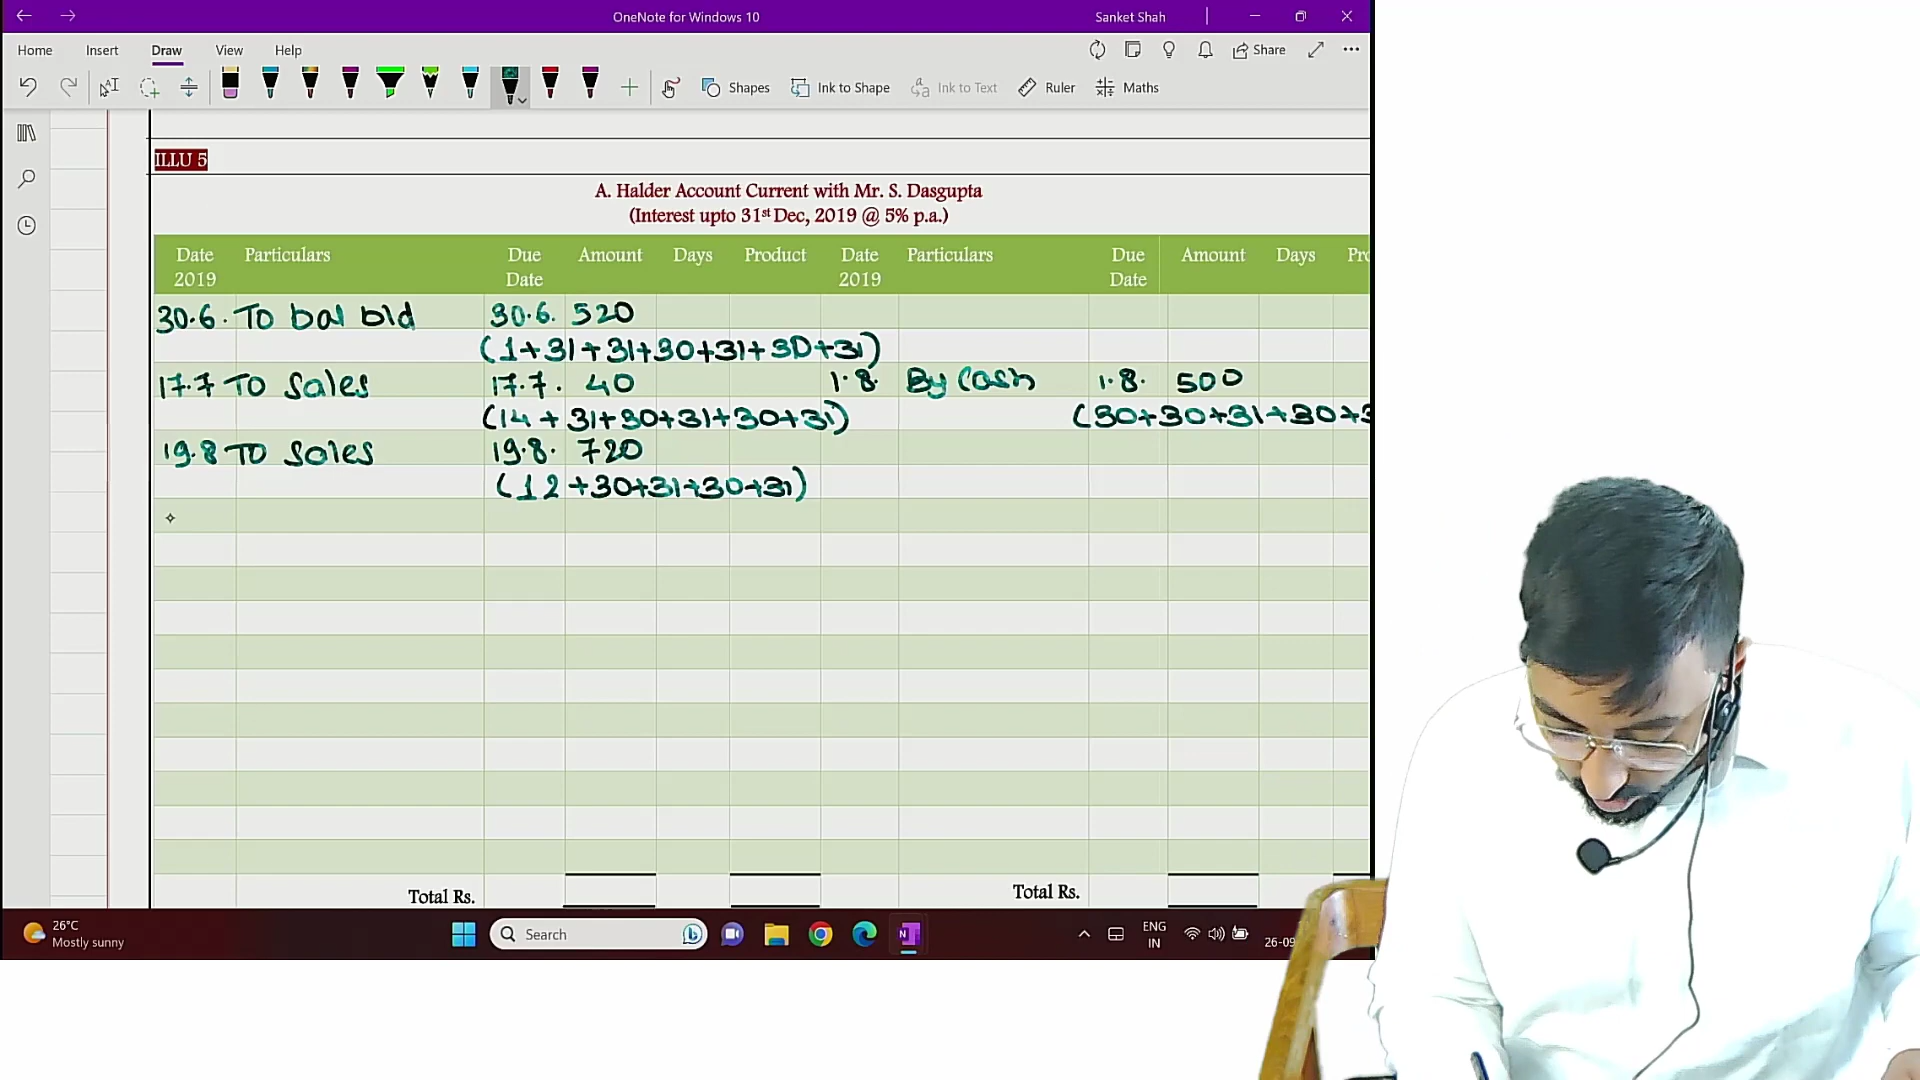 OneNote for Windows 10
Sanket Shah
Home Insert Draw View Help
Share
Shapes Ink to Shape Ink to Text Ruler Maths
ILLU 5
A. Halder Account Current with Mr. S. Dasgupta
(Interest upto 31st Dec, 2019 @ 5% p.a.)
Date 2019 Particulars Due Date Amount Days Product Date 2019 Particulars Due Date Amount Days Pro
30.6. To bal bld 30.6. 520
(1+31+31+30+31+30+31)
17.7 To Sales 17.7. 40 1.8. By Cash 1.8. 500
(14+31+30+31+30+31) (30+30+31+30+3
19.8 To Sales 19.8. 720
(12+30+31+30+31)
Total Rs. Total Rs.
26°C
Mostly sunny
Search
ENG
IN
26-09